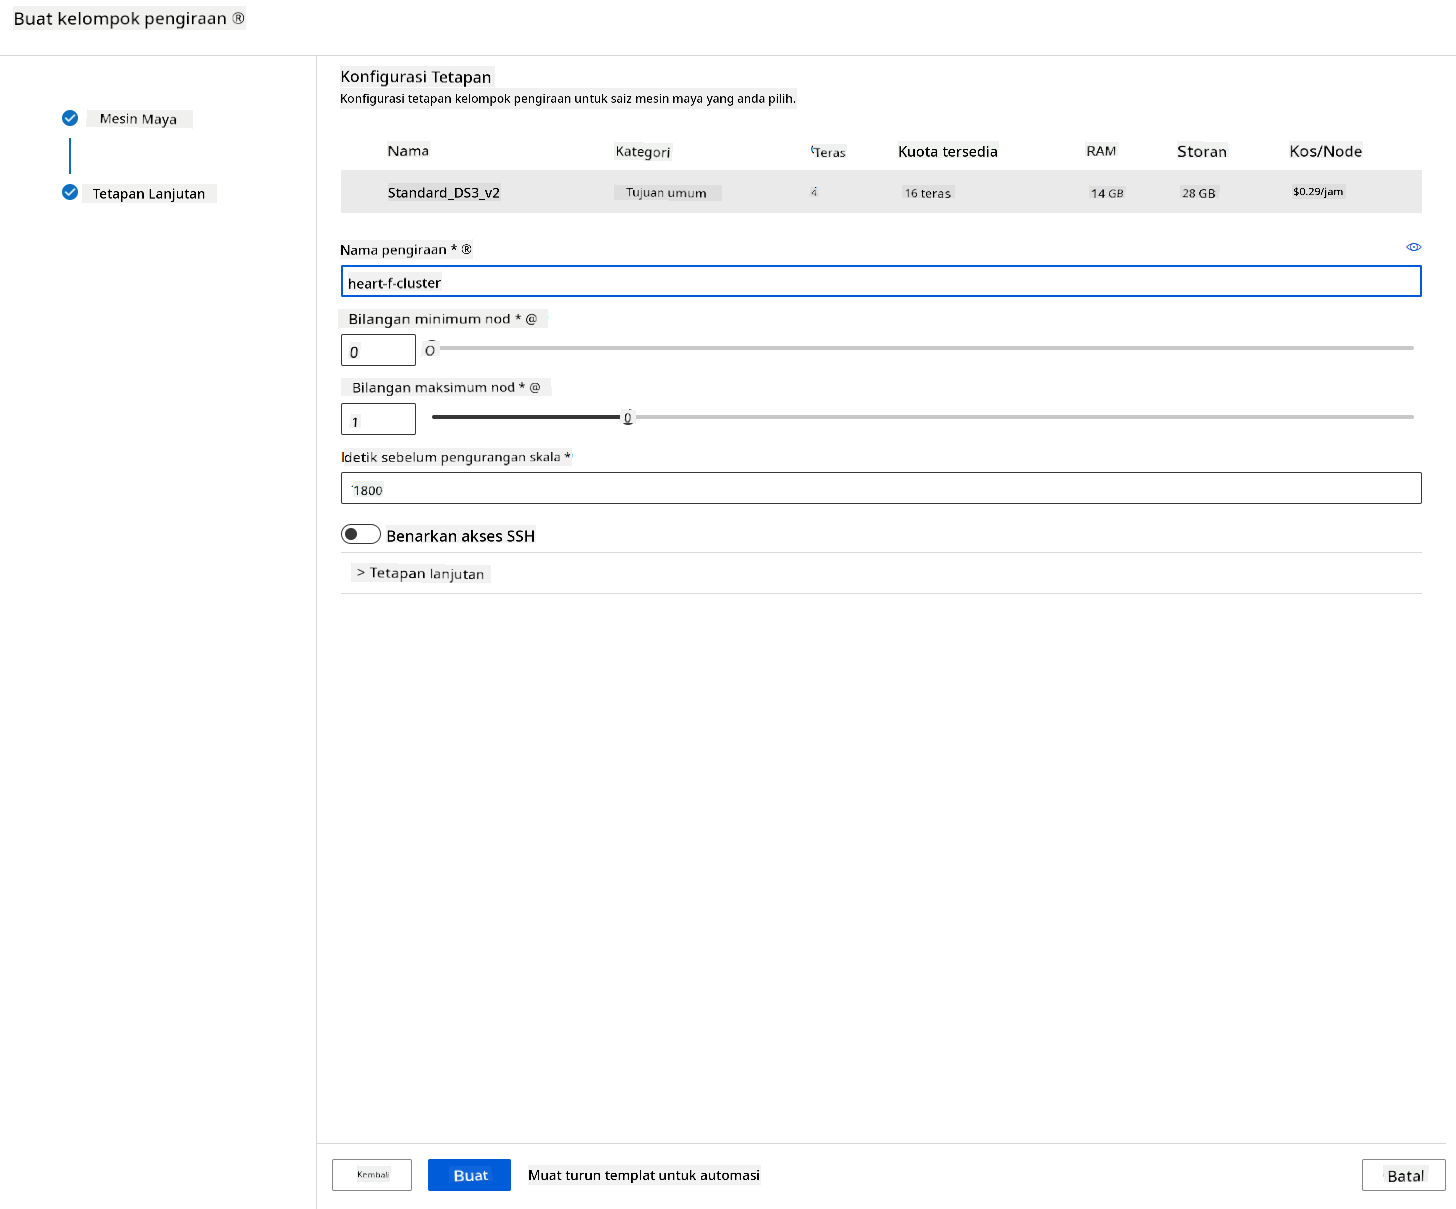 Buat kelompok pengiraan ®
Mesin Maya
Tetapan Lanjutan
Konfigurasi Tetapan
Konfigurasi tetapan kelompok pengiraan untuk saiz mesin maya yang anda pilih.
Nama Kategori Teras Kuota tersedia RAM Storan Kos/Node
Standard_DS3_v2 Tujuan umum 4 16 teras 14 GB 28 GB $0.29/jam
Nama pengiraan * ®
heart-f-cluster
Bilangan minimum nod * @
0
Bilangan maksimum nod * @
1
Idetik sebelum pengurangan skala *
1800
Benarkan akses SSH
> Tetapan lanjutan
Kembali Buat Muat turun templat untuk automasi Batal